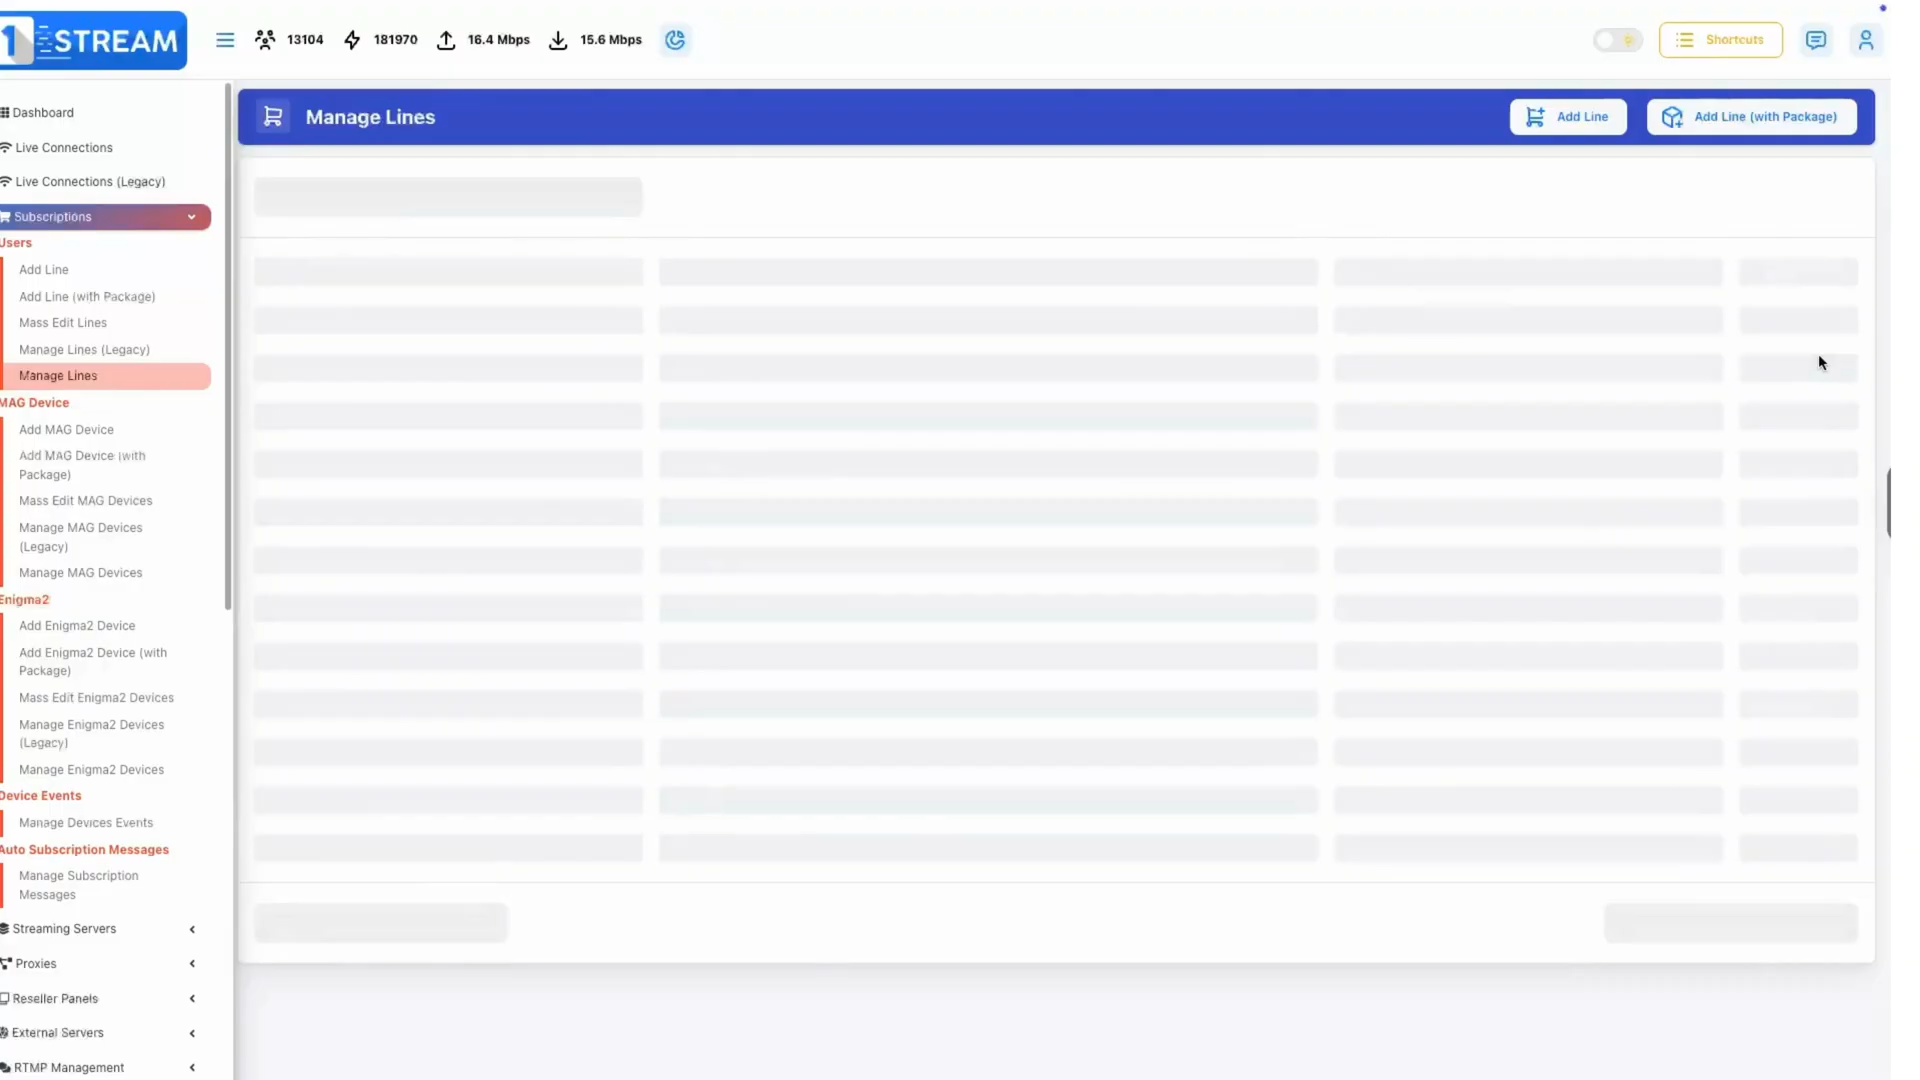 1 STREAM
13104
181970
16.4 Mbps
15.6 Mbps
Shortcuts
Dashboard
Live Connections
Live Connections (Legacy)
Subscriptions
Users
Add Line
Add Line (with Package)
Mass Edit Lines
Manage Lines (Legacy)
Manage Lines
MAG Device
Add MAG Device
Add MAG Device (with
Package)
Mass Edit MAG Devices
Manage MAG Devices
(Legacy)
Manage MAG Devices
Enigma2
Add Enigma2 Device
Add Enigma2 Device (with
Package)
Mass Edit Enigma2 Devices
Manage Enigma2 Devices
(Legacy)
Manage Enigma2 Devices
Device Events
Manage Devices Events
Auto Subscription Messages
Manage Subscription
Messages
Streaming Servers
Proxies
Reseller Panels
External Servers
RTMP Management
Manage Lines
Add Line
Add Line (with Package)